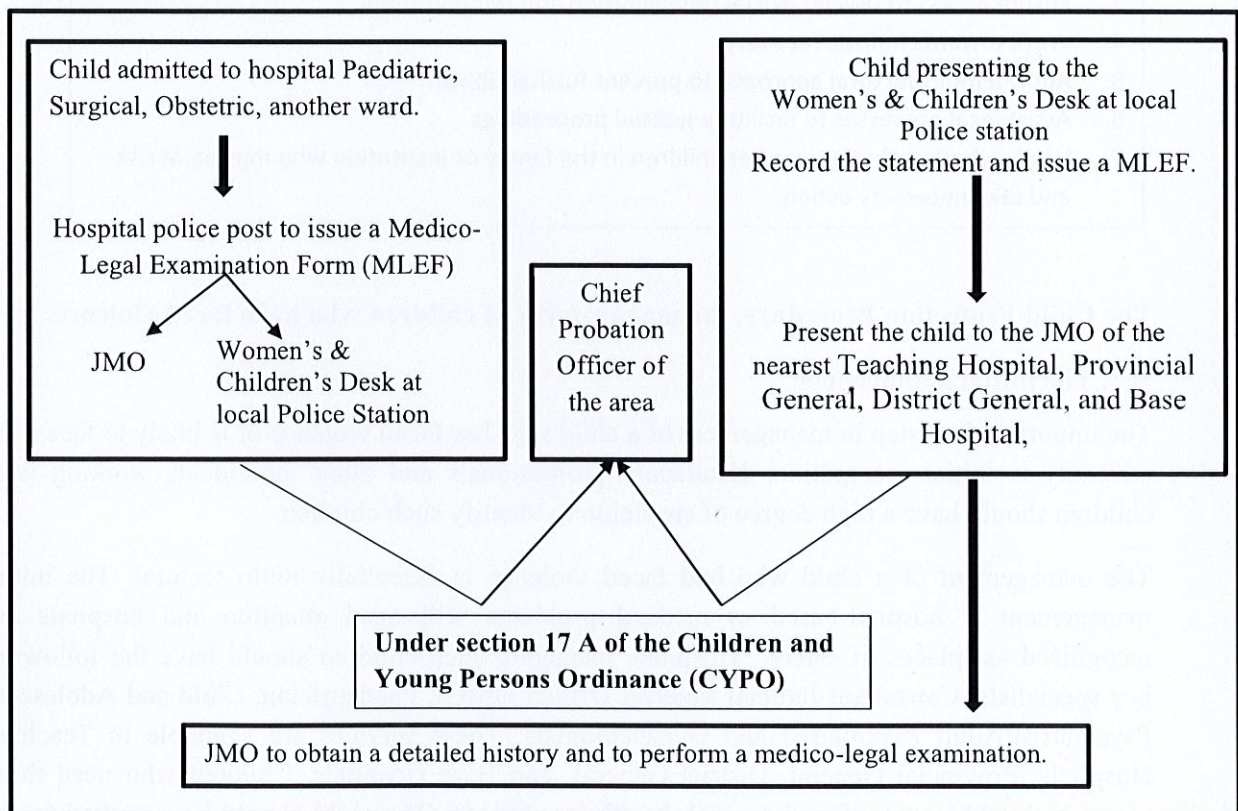 Child admitted to hospital Paediatric,
Surgical, Obstetric, another ward.
Hospital police post to issue a Medico-
Legal Examination Form (MLEF)
JMO
Women's &
Children's Desk at
local Police Station
Chief
Probation
Officer of
the area
Child presenting to the
Women's & Children's Desk at local
Police station
Record the statement and issue a MLEF.
Present the child to the JMO of the
nearest Teaching Hospital, Provincial
General, District General, and Base
Hospital,
Under section 17 A of the Children and
Young Persons Ordinance (CYPO)
JMO to obtain a detailed history and to perform a medico-legal examination.